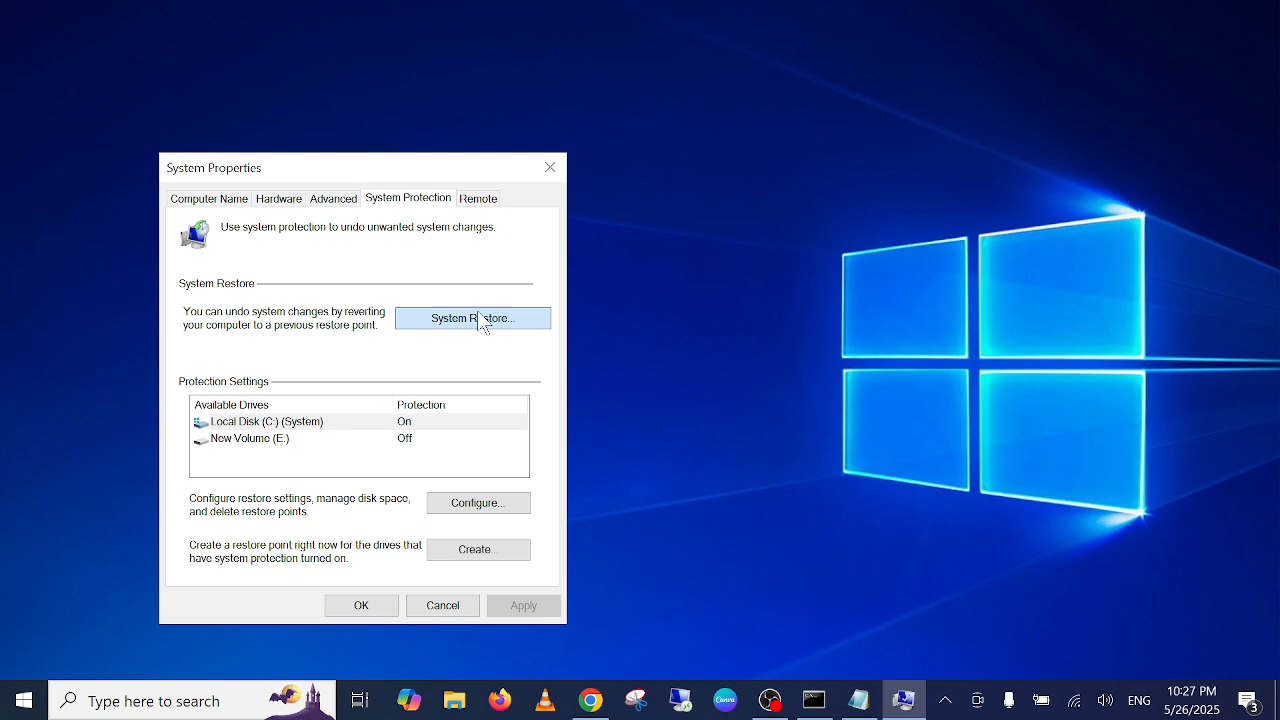 System Properties
Computer Name Hardware Advanced System Protection Remote
Use system protection to undo unwanted system changes.
System Restore
You can undo system changes by reverting
your computer to a previous restore point.
System Restore...
Protection Settings
Available Drives Protection
Local Disk (C:) (System) On
New Volume (E:) Off
Configure restore settings, manage disk space,
and delete restore points.
Configure...
Create a restore point right now for the drives that
have system protection turned on.
Create...
OK Cancel Apply
Type here to search
Canva
ENG
10:27 PM
5/26/2025
3